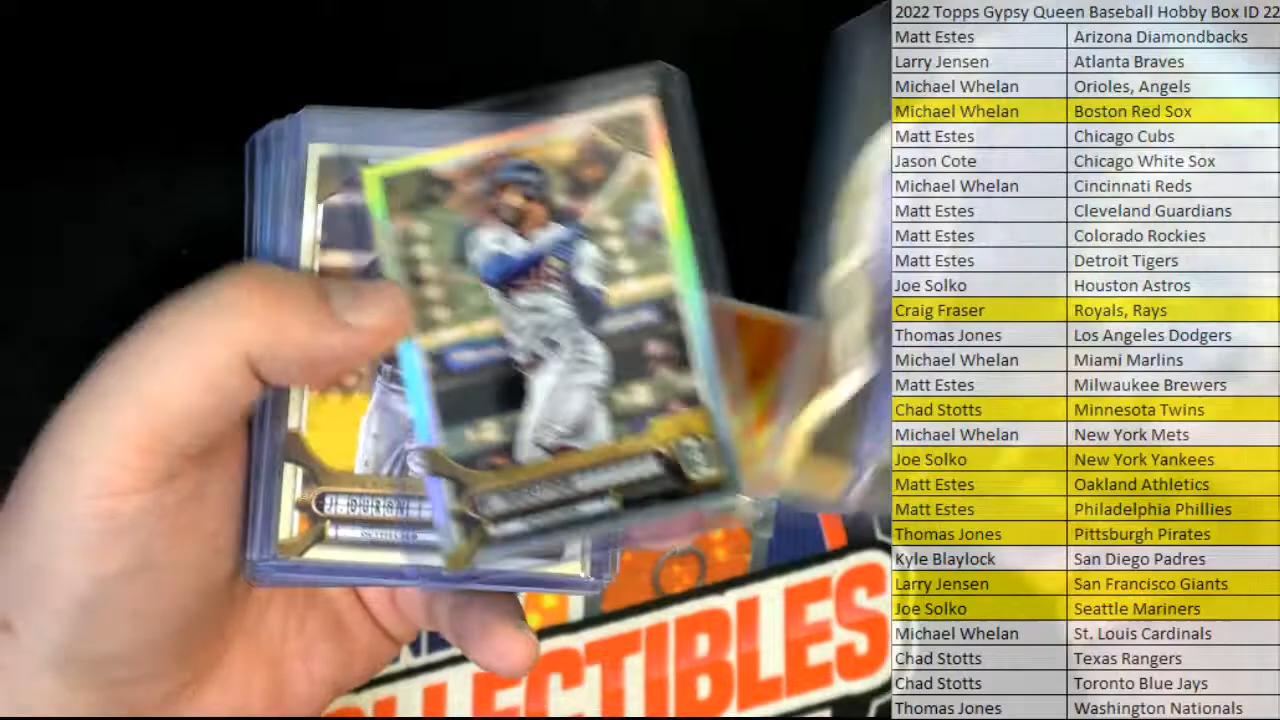 2022 Topps Gypsy Queen Baseball Hobby Box ID 22
Matt Estes Arizona Diamondbacks
Larry Jensen Atlanta Braves
Michael Whelan Orioles, Angels
Michael Whelan Boston Red Sox
Matt Estes Chicago Cubs
Jason Cote Chicago White Sox
Michael Whelan Cincinnati Reds
Matt Estes Cleveland Guardians
Matt Estes Colorado Rockies
Matt Estes Detroit Tigers
Joe Solko Houston Astros
Craig Fraser Royals, Rays
Thomas Jones Los Angeles Dodgers
Michael Whelan Miami Marlins
Matt Estes Milwaukee Brewers
Chad Stotts Minnesota Twins
Michael Whelan New York Mets
Joe Solko New York Yankees
Matt Estes Oakland Athletics
Matt Estes Philadelphia Phillies
Thomas Jones Pittsburgh Pirates
Kyle Blaylock San Diego Padres
Larry Jensen San Francisco Giants
Joe Solko Seattle Mariners
Michael Whelan St. Louis Cardinals
Chad Stotts Texas Rangers
Chad Stotts Toronto Blue Jays
Thomas Jones Washington Nationals
LLECTIBLES